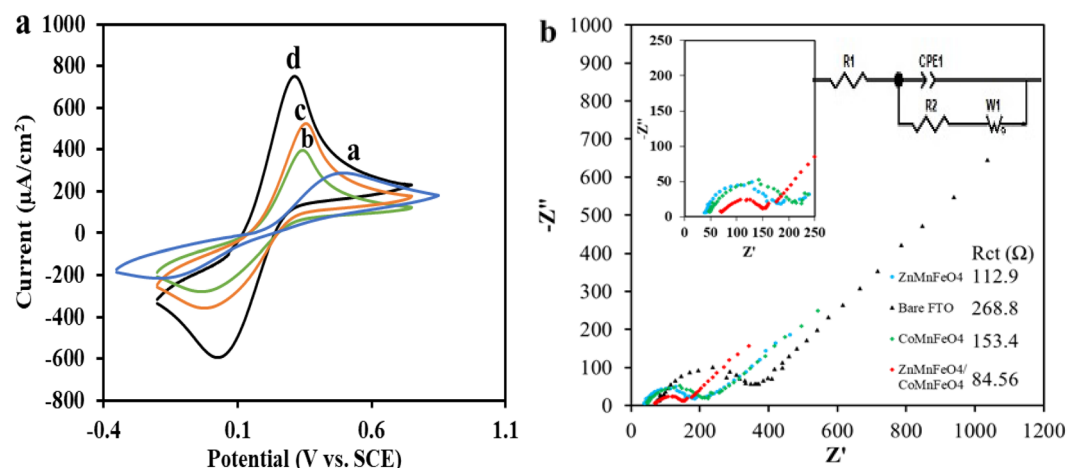 a
Current (µA/cm²)
1000
800
600
400
200
0
-200
-400
-600
-800
d
c
b
a
-0.4
0.1
0.6
1.1
Potential (V vs. SCE)
b
-Z"
1000
900
800
700
600
500
400
300
200
100
0
0
200
400
600
800
1000
1200
Z'
-Z"
250
200
150
100
50
0
0
50
100
150
200
250
Z'
R1
CPE1
R2
W1
Rct (Ω)
ZnMnFeO4 112.9
Bare FTO 268.8
CoMnFeO4 153.4
ZnMnFeO4/
CoMnFeO4 84.56